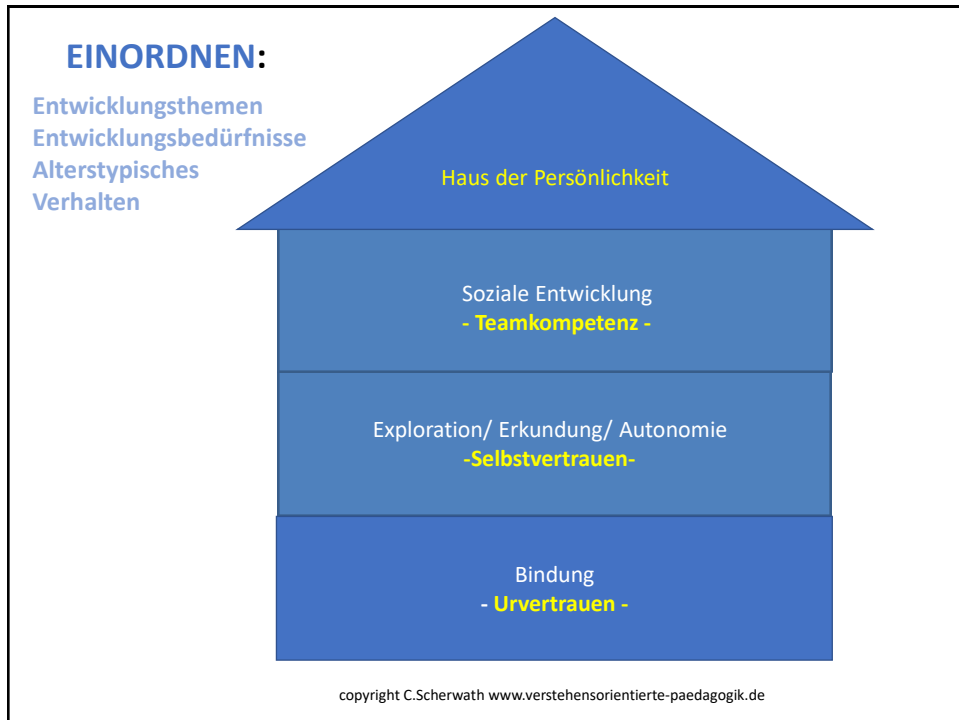 EINORDNEN:
Entwicklungsthemen
Entwicklungsbedürfnisse
Alterstypisches
Verhalten
Haus der Persönlichkeit
Soziale Entwicklung
- Teamkompetenz -
Exploration/ Erkundung/ Autonomie
-Selbstvertrauen-
Bindung
- Urvertrauen -
copyright C.Scherwath www.verstehensorientierte-paedagogik.de